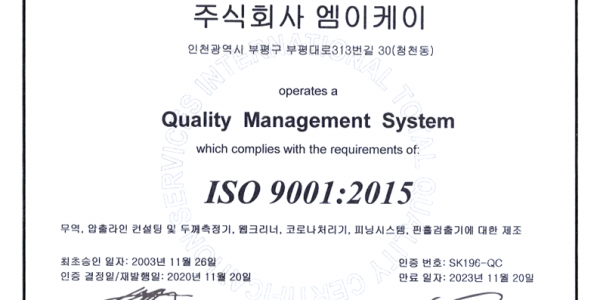 주식회사 엠이케이
인천광역시 부평구 부평대로313번길 30(청천동)
operates a
Quality Management System
which complies with the requirements of:
ISO 9001:2015
무역, 압출라인 컨설팅 및 두께측정기, 웹크리너, 코로나처리기, 피닝시스템, 핀홀검출기에 대한 제조
최초승인 일자: 2003년 11월 26일
인증 번호: SK196-QC
인증 결정일/재발행일: 2020년 11월 20일
만료 일자: 2023년 11월 20일